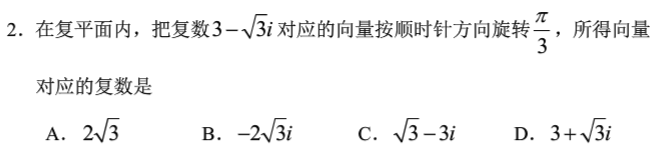 2．在复平面内，把复数3－√3i 对应的向量按顺时针方向旋转π/3，所得向量
对应的复数是
A．2√3 B．－2√3i C．√3－3i D．3＋√3i